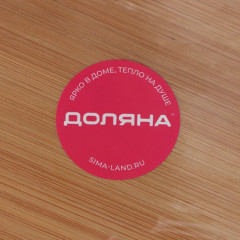 ЯРКО В ДОМЕ, ТЕПЛО НА ДУШЕ
ДОЛЯНА
SIMA-LAND.RU